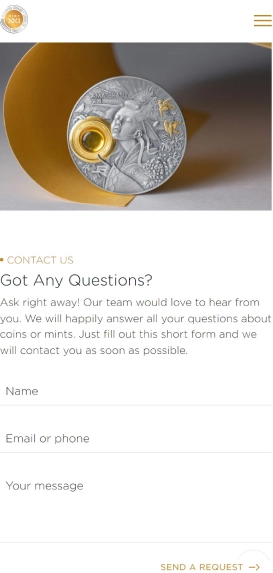 CONTACT US
Got Any Questions?
Ask right away! Our team would love to hear from
you. We will happily answer all your questions about
coins or mints. Just fill out this short form and we
will contact you as soon as possible.
Name
Email or phone
Your message
SEND A REQUEST